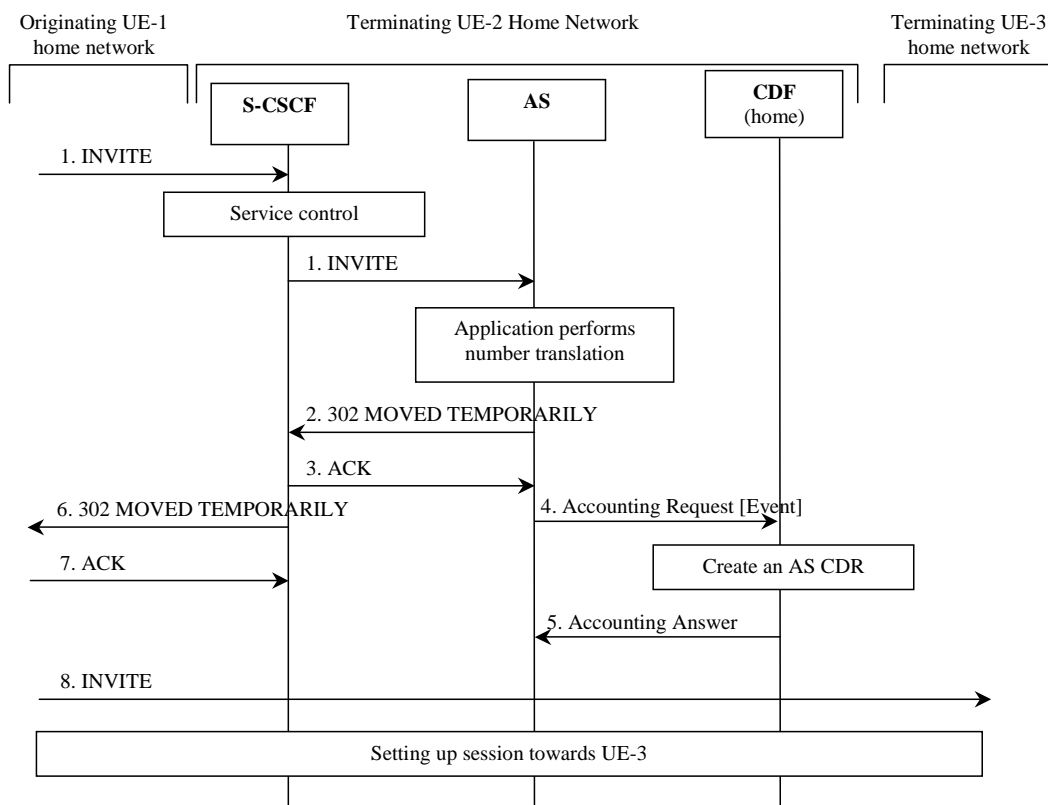 Originating UE-1
home network
Terminating UE-2 Home Network
Terminating UE-3
home network
S-CSCF
AS
CDF
(home)
1. INVITE
Service control
1. INVITE
Application performs
number translation
2. 302 MOVED TEMPORARILY
3. ACK
6. 302 MOVED TEMPORARILY
4. Accounting Request [Event]
7. ACK
Create an AS CDR
5. Accounting Answer
8. INVITE
Setting up session towards UE-3